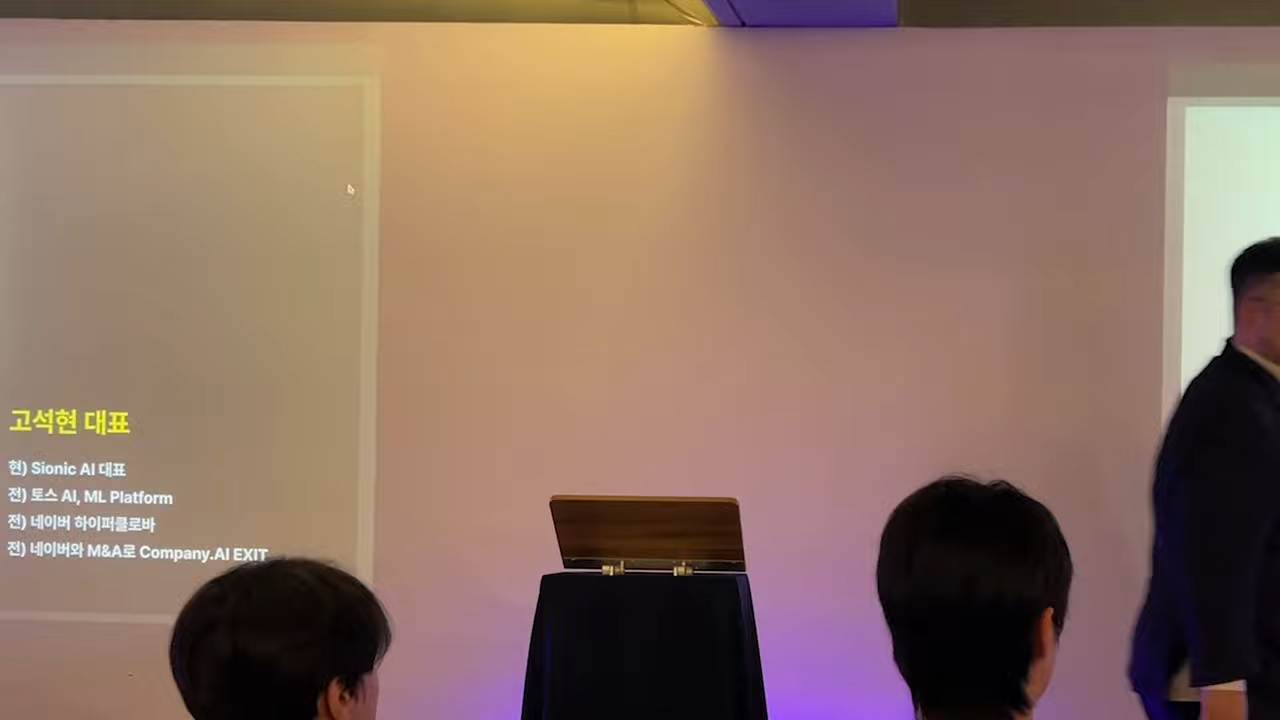 고석현 대표
현) Sionic AI 대표
전) 토스 AI, ML Platform
전) 네이버 하이퍼클로바
전) 네이버와 M&A로 Company.AI EXIT